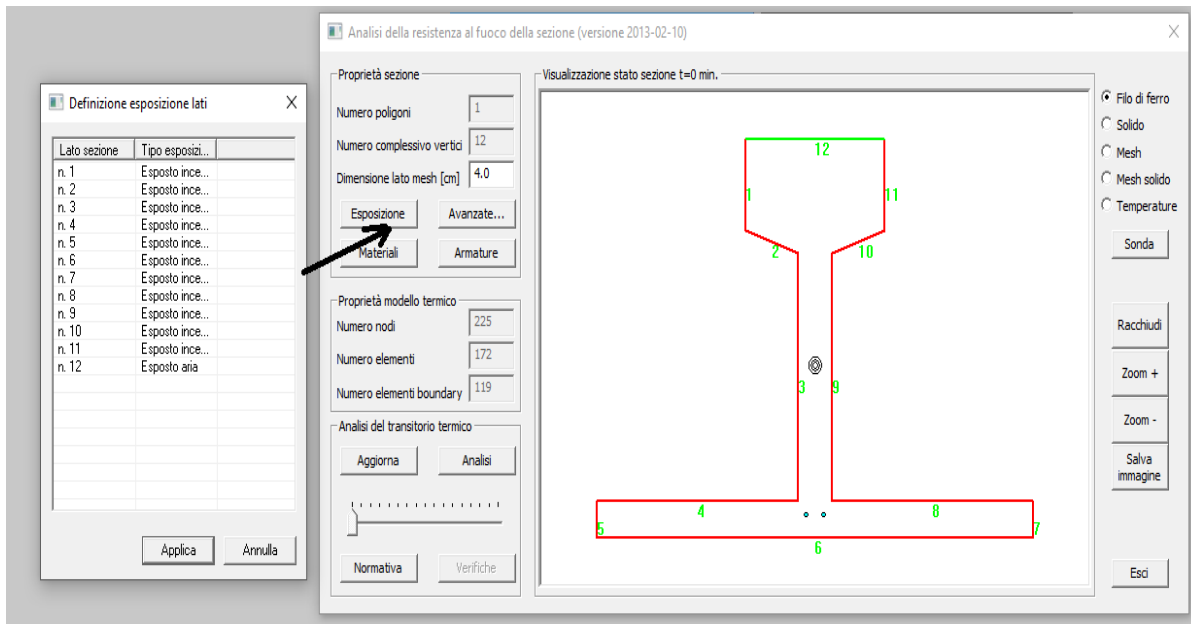 Definizione esposizione lati
Lato sezione Tipo esposizi...
n. 1 Esposto ince...
n. 2 Esposto ince...
n. 3 Esposto ince...
n. 4 Esposto ince...
n. 5 Esposto ince...
n. 6 Esposto ince...
n. 7 Esposto ince...
n. 8 Esposto ince...
n. 9 Esposto ince...
n. 10 Esposto ince...
n. 11 Esposto ince...
n. 12 Esposto aria
Applica Annulla
Analisi della resistenza al fuoco della sezione (versione 2013-02-10)
Proprietà sezione
Numero poligoni 1
Numero complessivo vertici 12
Dimensione lato mesh [cm] 4.0
Esposizione Avanzate...
Materiali Armature
Proprietà modello termico
Numero nodi 225
Numero elementi 172
Numero elementi boundary 119
Analisi del transitorio termico
Aggiorna Analisi
Normativa Verifiche
Visualizzazione stato sezione t=0 min.
12
1 11
2 10
3 9
4 8
5 7
6
Filo di ferro
Solido
Mesh
Mesh solido
Temperature
Sonda
Racchiudi
Zoom +
Zoom -
Salva
immagine
Esci